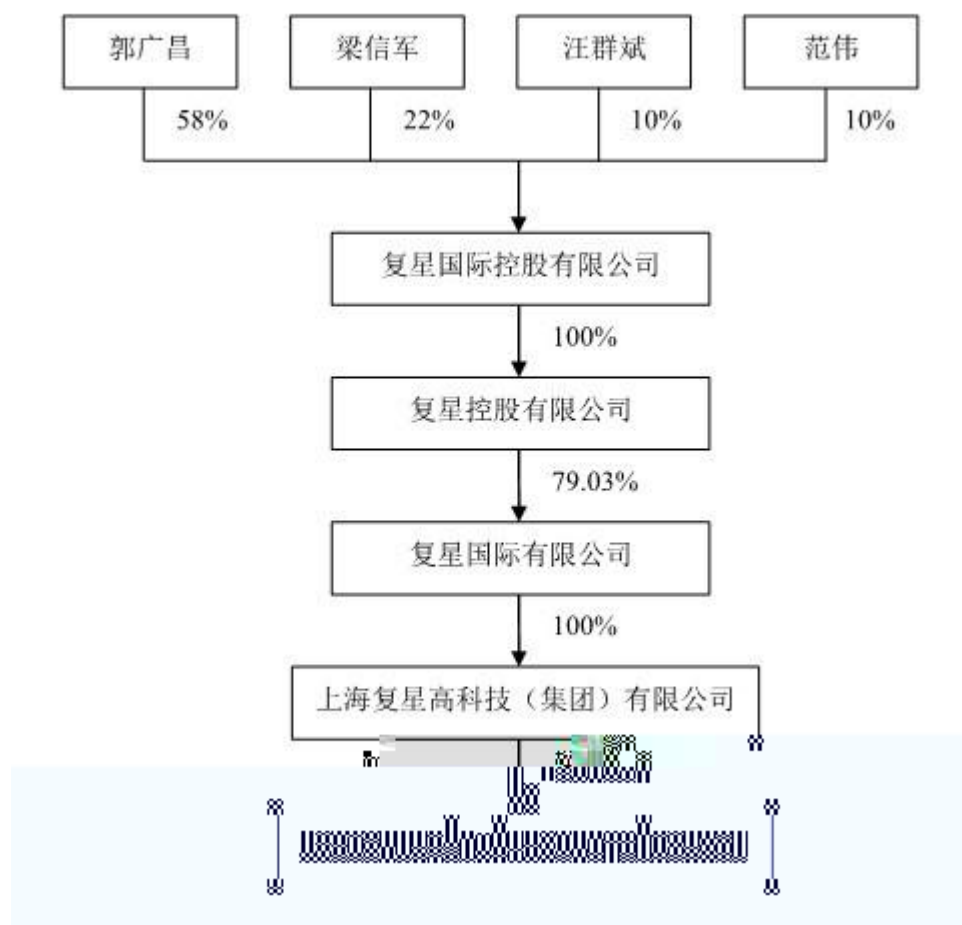 郭广昌 梁信军 汪群斌 范伟
58% 22% 10% 10%
复星国际控股有限公司
100%
复星控股有限公司
79.03%
复星国际有限公司
100%
上海复星高科技（集团）有限公司